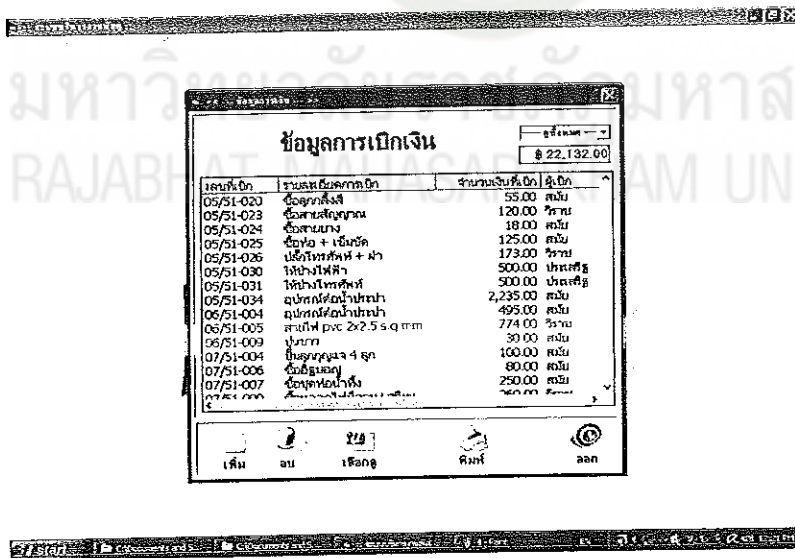 มหาวิทยาลัยราชภัฏมหาส
RAJABHAT MAHASARAKHAM UN
ข้อมูลการเบิกเงิน
ดูทั้งหมด
฿ 22,132.00
เลขที่เบิก รายละเอียดการเบิก จำนวนเงินที่เบิก ผู้เบิก
05/51-020 ซื้อลูกกลิ้งสี 55.00 สมัย
05/51-023 ซื้อสายสัญญาณ 120.00 วิราช
05/51-024 ซื้อสายยาง 18.00 สมัย
05/51-025 ซื้อท่อ + เข็มขัด 125.00 สมัย
05/51-026 ปลั๊กโทรศัพท์ + ฝา 173.00 วิราช
05/51-030 ให้ช่างไฟฟ้า 500.00 ประเสริฐ
05/51-031 ให้ช่างโทรศัพท์ 500.00 ประเสริฐ
05/51-034 อุปกรณ์ท่อน้ำประปา 2,235.00 สมัย
06/51-004 อุปกรณ์ท่อน้ำประปา 495.00 สมัย
06/51-005 สายไฟ pvc 2x2.5 s.q mm 774.00 วิราช
06/51-009 ปูนขาว 30.00 สมัย
07/51-004 ปั๊มลูกกุญแจ 4 ลูก 100.00 สมัย
07/51-006 ซื้ออิฐมอญ 80.00 สมัย
07/51-007 ซื้อชุดท่อน้ำทิ้ง 250.00 สมัย
เพิ่ม ลบ เลือกดู พิมพ์ ออก